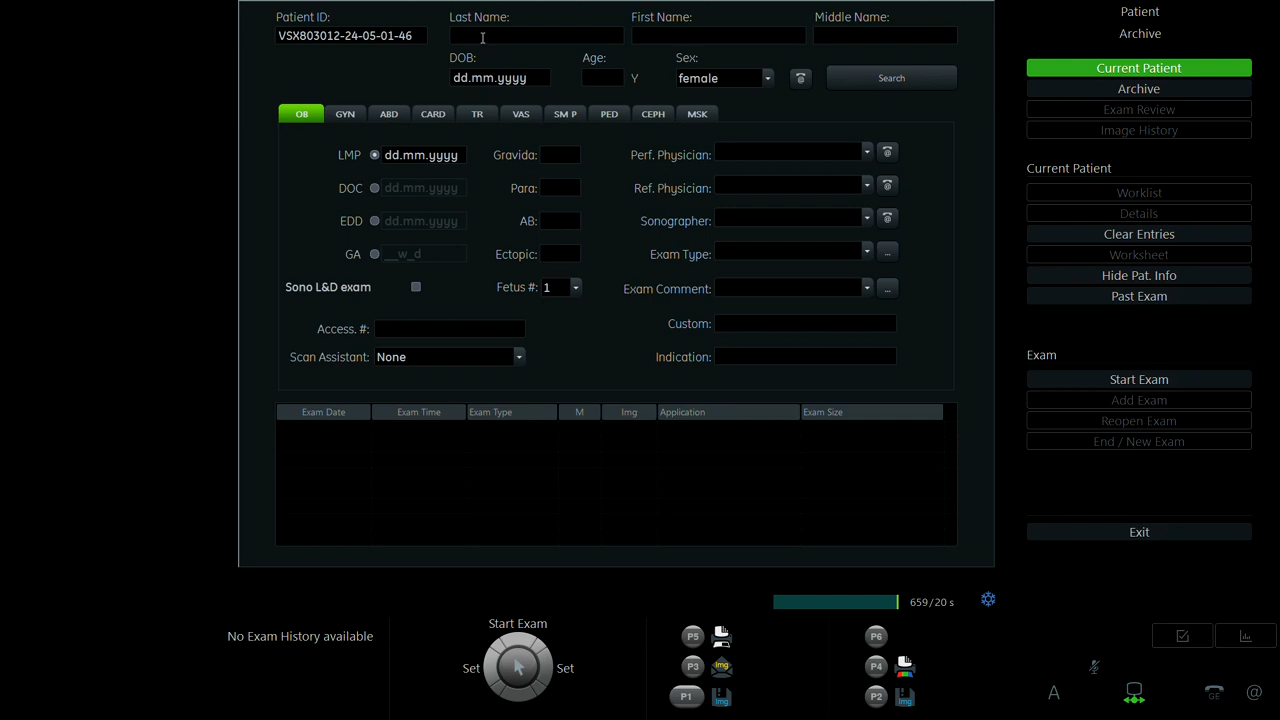 Patient ID: Last Name: First Name: Middle Name:
VSX803012-24-05-01-46
DOB: Age: Sex:
dd.mm.yyyy Y female Search
OB GYN ABD CARD TR VAS SM P PED CEPH MSK
LMP dd.mm.yyyy Gravida: Perf. Physician:
DOC dd.mm.yyyy Para: Ref. Physician:
EDD dd.mm.yyyy AB: Sonographer:
GA __w_d Ectopic: Exam Type: ...
Sono L&D exam Fetus #: 1 Exam Comment: ...
Access. #: Custom:
Scan Assistant: None Indication:
Exam Date Exam Time Exam Type M Img Application Exam Size
659/20 s
Patient
Archive
Current Patient
Archive
Exam Review
Image History
Current Patient
Worklist
Details
Clear Entries
Worksheet
Hide Pat. Info
Past Exam
Exam
Start Exam
Add Exam
Reopen Exam
End / New Exam
Exit
No Exam History available
Start Exam
Set Set
P5 P6
P3 Img P4
P1 Img P2 Img
A GE @